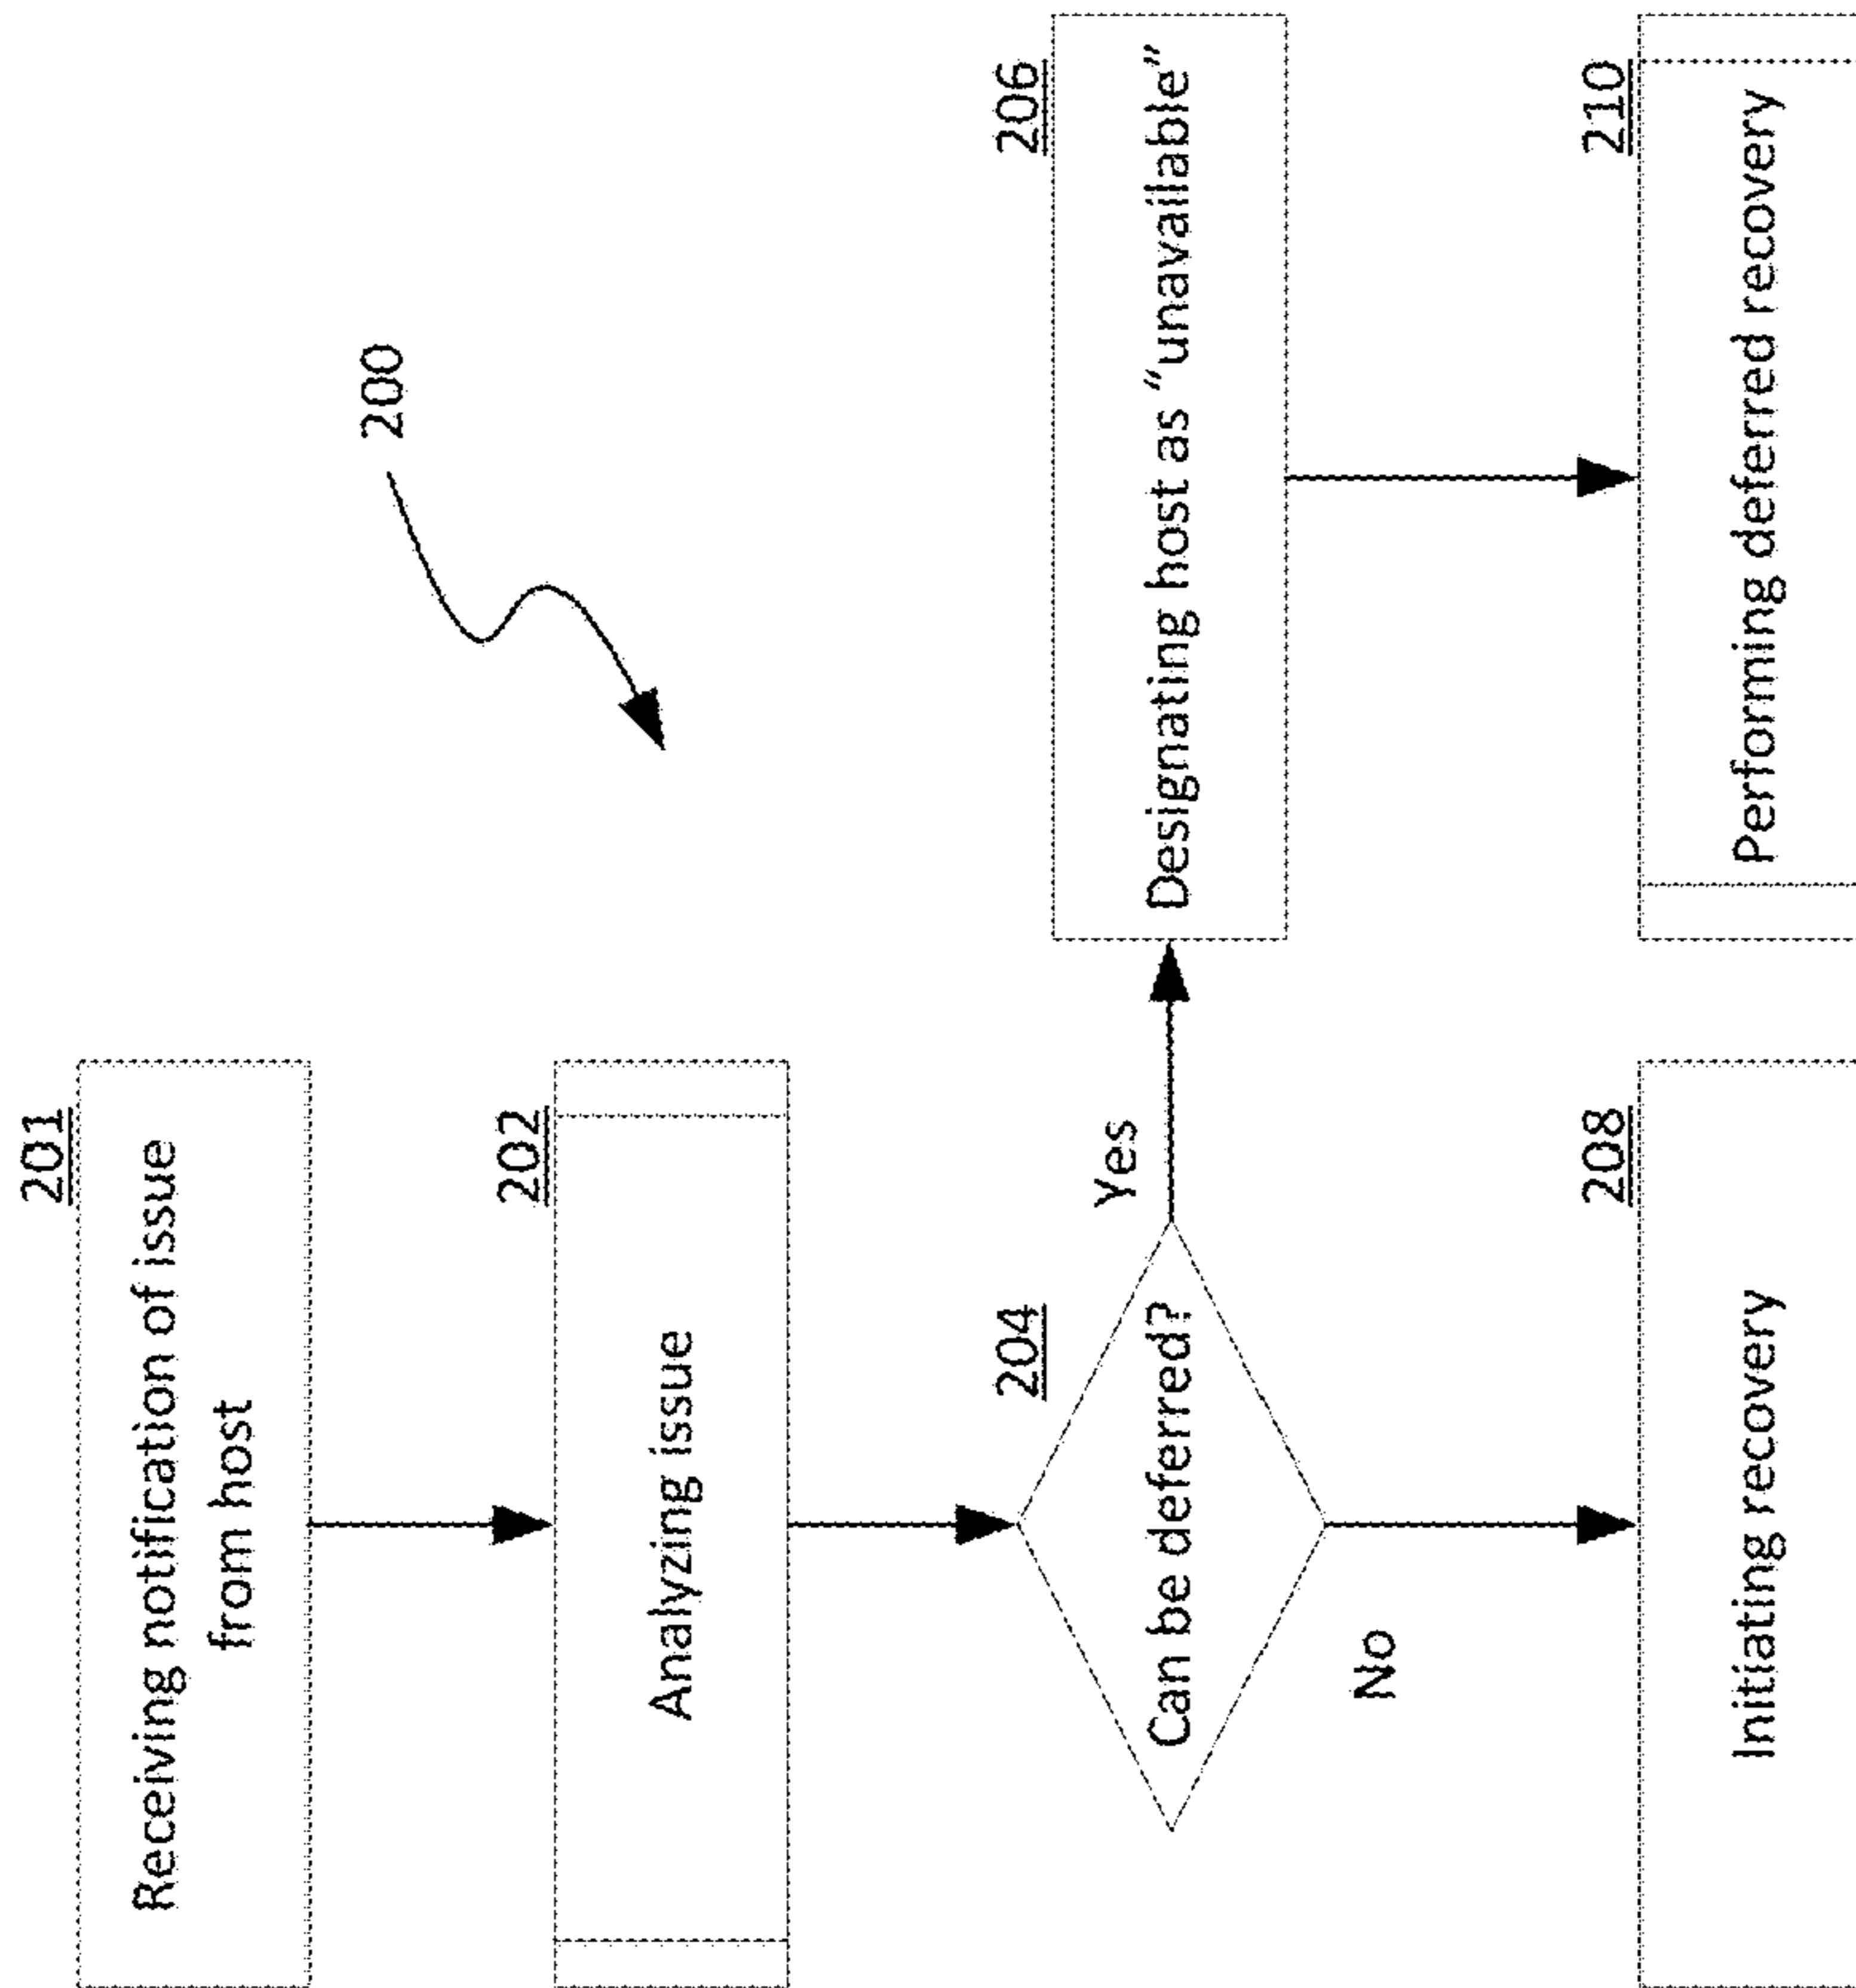 200
201
Receiving notification of issue
from host
202
Analyzing issue
204
Can be deferred?
Yes
No
206
Designating host as “unavailable”
208
Initiating recovery
210
Performing deferred recovery